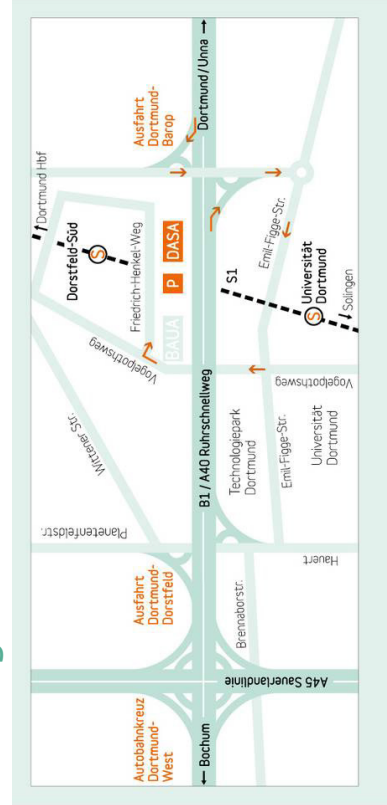 Autobahnkreuz
Dortmund-
West
Ausfahrt
Dortmund-
Dorstfeld
Planetenfeldstr.
Wittener Str.
Vogelpothsweg
↗ Dortmund Hbf
Dorstfeld-Süd
S
Friedrich-Henkel-Weg
BAUA
P
DASA
Ausfahrt
Dortmund-
Barop
← Bochum
B1 / A40 Ruhrschnellweg
Dortmund/Unna →
A45 Sauerlandlinie
Brennaborstr.
Hauert
Technologiepark
Dortmund
Emil-Figge-Str.
Universität
Dortmund
Vogelpothsweg
S1
Emil-Figge-Str.
S
Universität
Dortmund
↙ Solingen